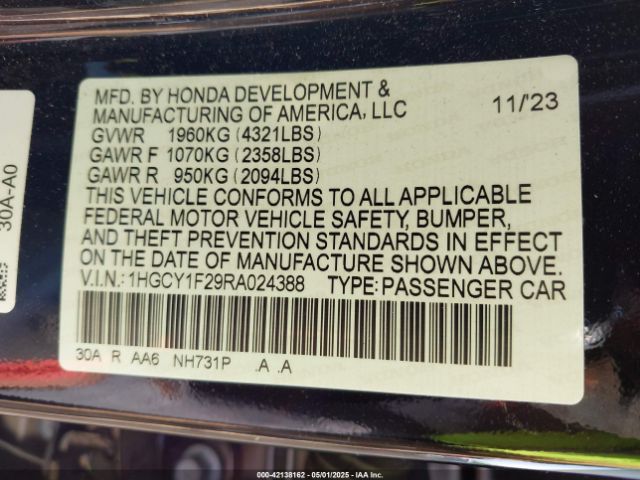 30A-A0
MFD. BY HONDA DEVELOPMENT &
MANUFACTURING OF AMERICA, LLC 11/'23
GVWR 1960KG (4321LBS)
GAWR F 1070KG (2358LBS)
GAWR R 950KG (2094LBS)
THIS VEHICLE CONFORMS TO ALL APPLICABLE
FEDERAL MOTOR VEHICLE SAFETY, BUMPER,
AND THEFT PREVENTION STANDARDS IN EFFECT
ON THE DATE OF MANUFACTURE SHOWN ABOVE.
V.I.N.: 1HGCY1F29RA024388 TYPE: PASSENGER CAR
30A R AA6 NH731P .A .A
000-42138162 - 05/01/2025 - IAA Inc.